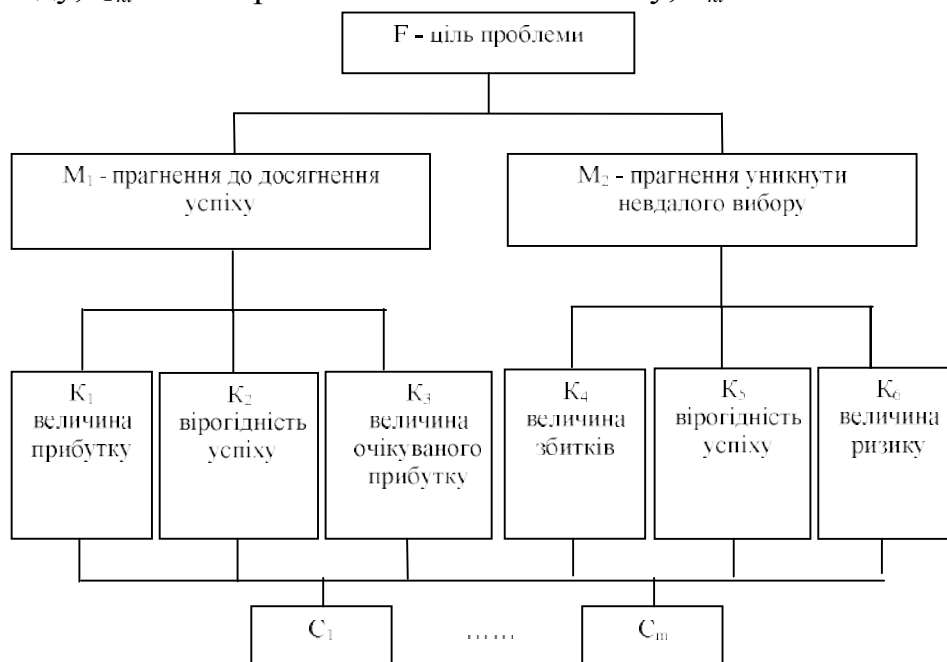 F - ціль проблеми
M₁ - прагнення до досягнення
успіху
M₂ - прагнення уникнути
невдалого вибору
K₁
величина
прибутку
K₂
вірогідність
успіху
K₃
величина
очікуваного
прибутку
K₄
величина
збитків
K₅
вірогідність
успіху
K₆
величина
ризику
C₁
......
Cₘ